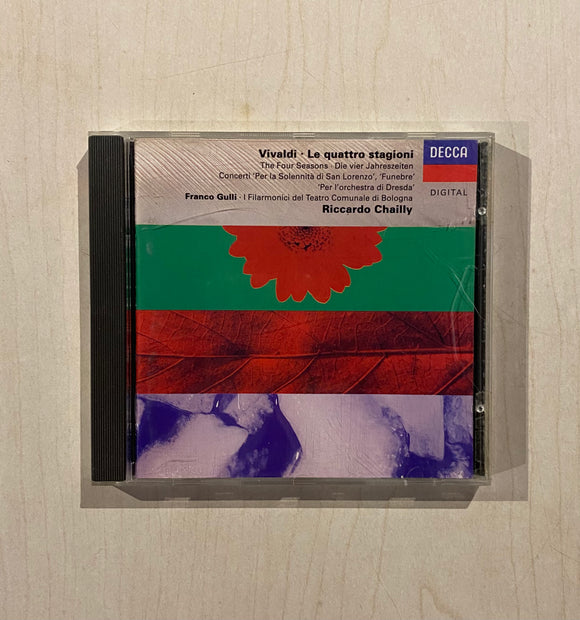 Vivaldi · Le quattro stagioni
The Four Seasons · Die vier Jahreszeiten
Concerti ‘Per la Solennità di San Lorenzo’, ‘Funebre’
‘Per l’orchestra di Dresda’
Franco Gulli · I Filarmonici del Teatro Comunale di Bologna
Riccardo Chailly
DECCA
DIGITAL